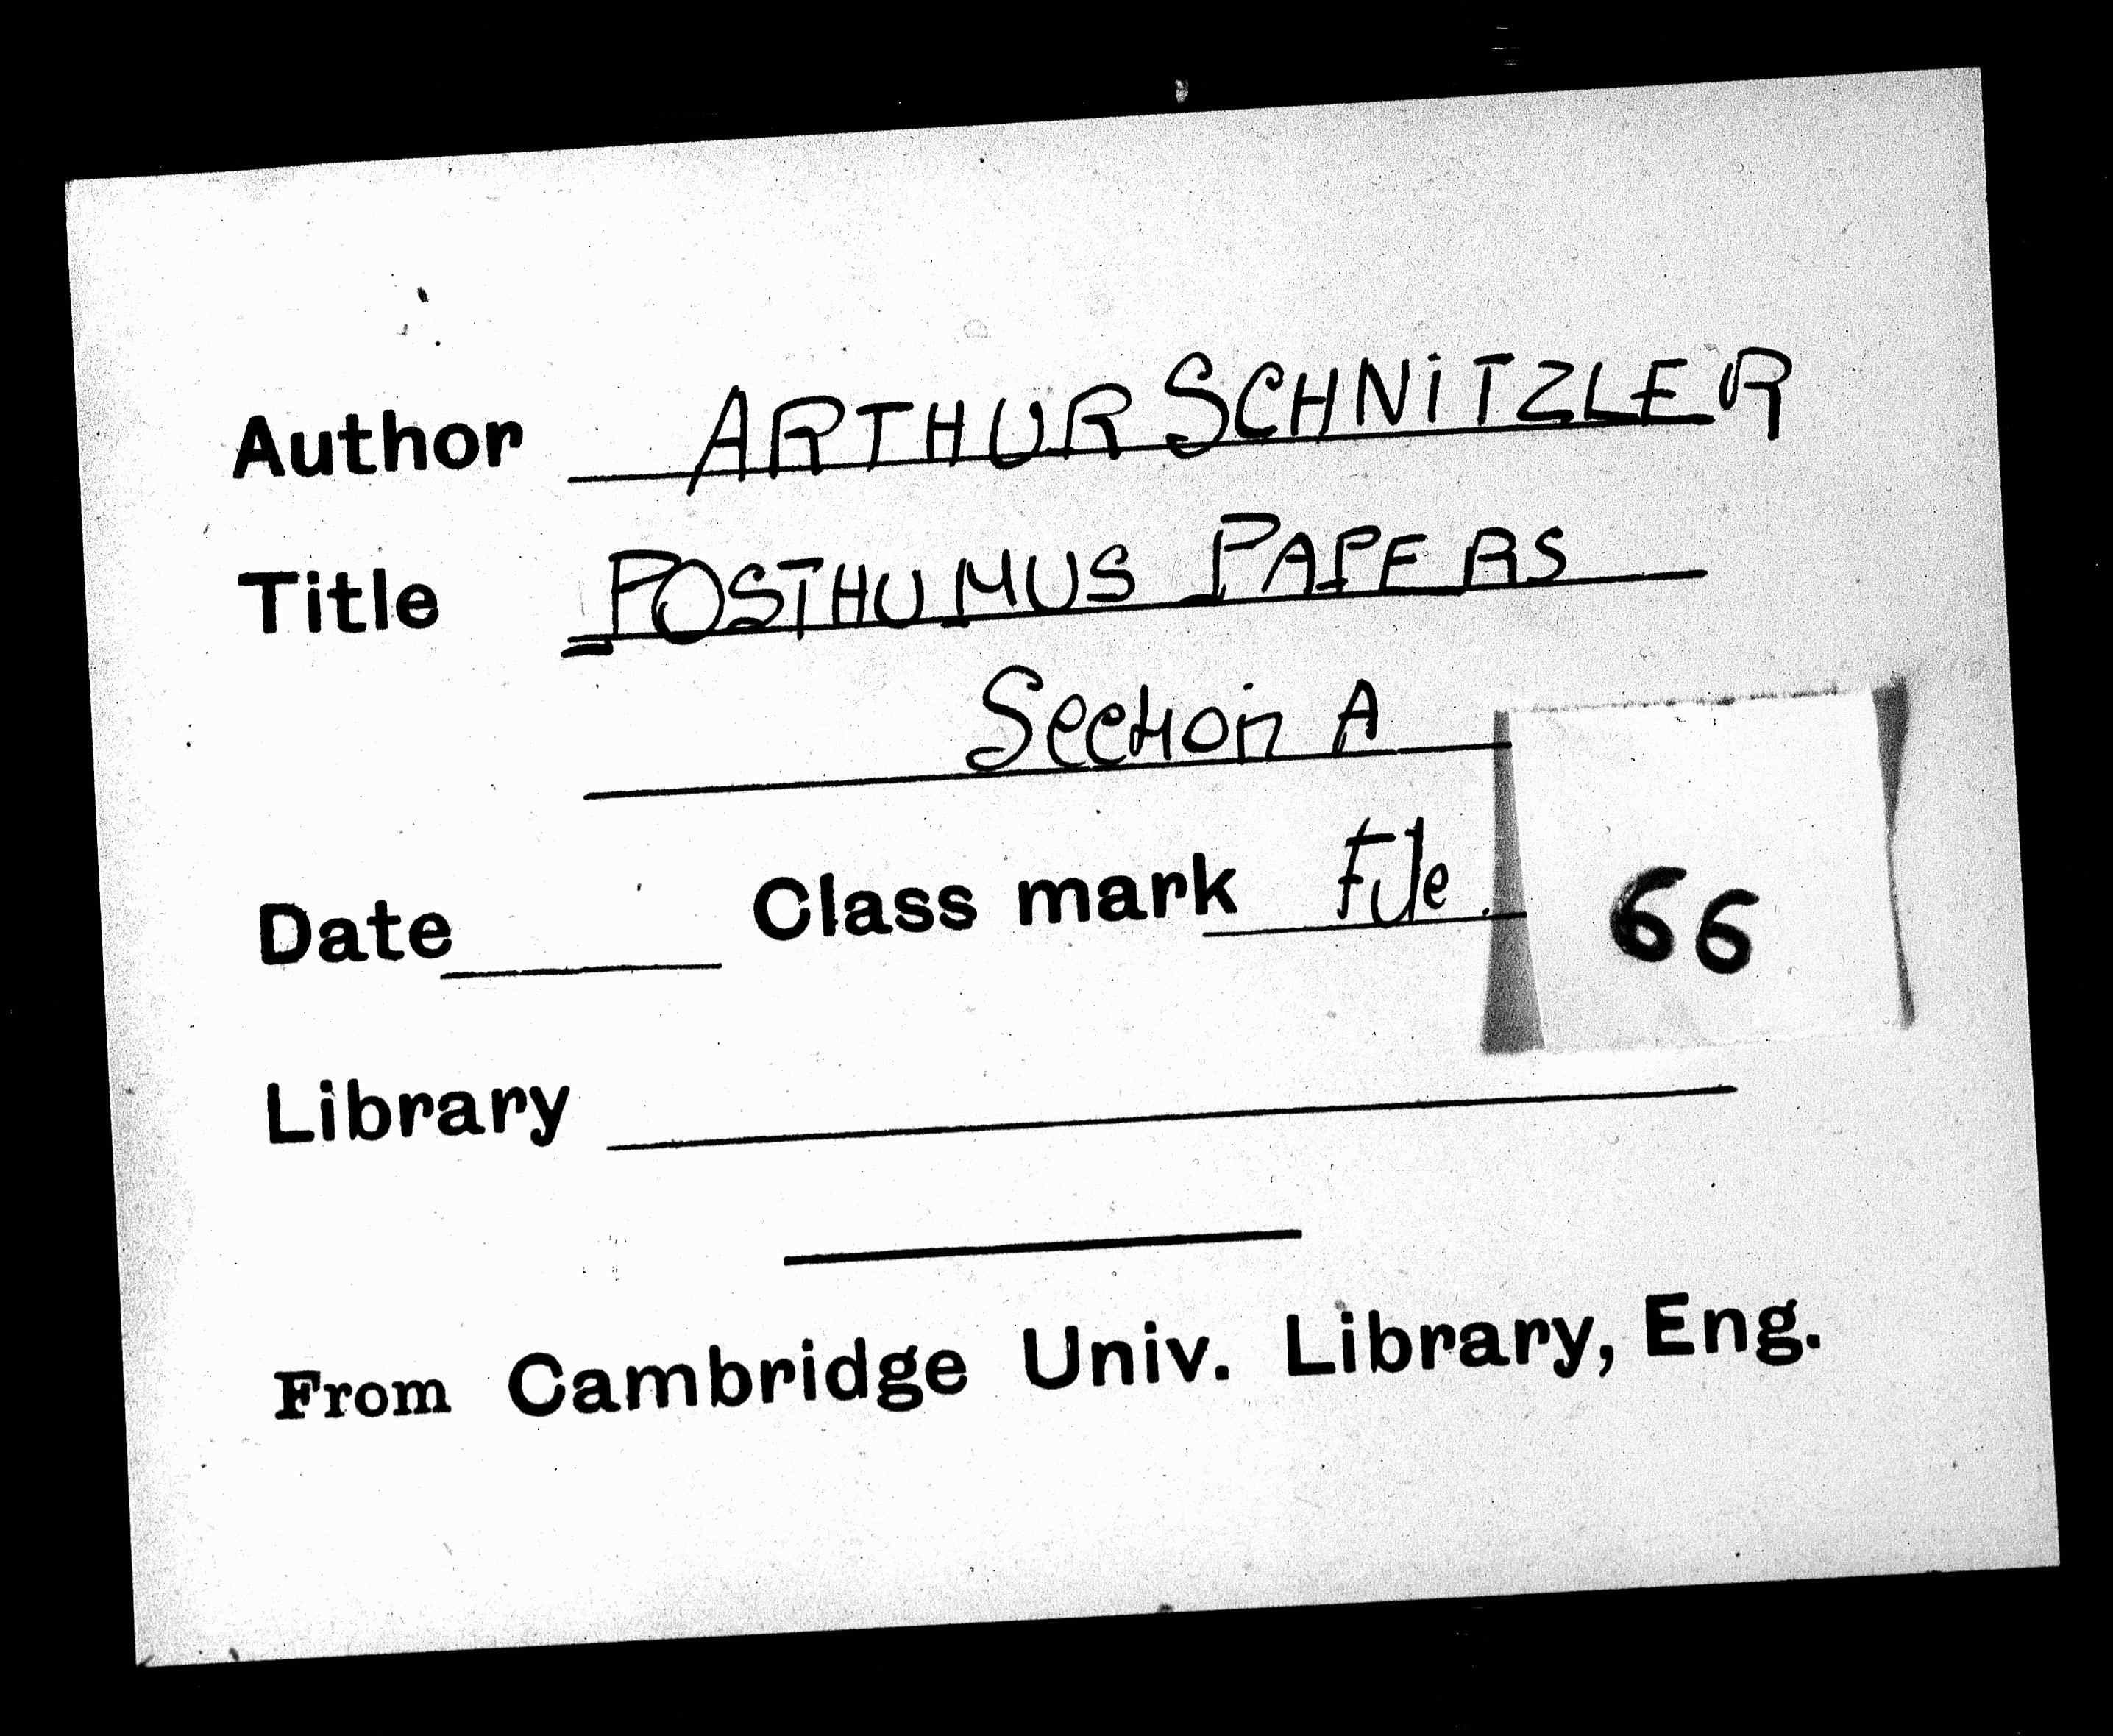 Author ARTHUR SCHNiTZLER
Title POSTHUMUS PAPERS
Section A
Date Class mark File. 66
Library
From Cambridge Univ. Library, Eng.